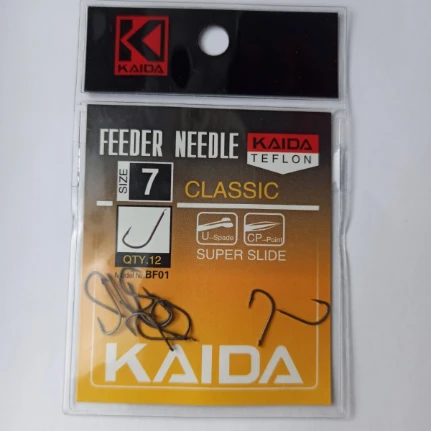 KAIDA
FEEDER NEEDLE
KAIDA
TEFLON
SIZE 7
CLASSIC
U-Spade
CP-Point
QTY.12
SUPER SLIDE
Model №.BF01
KAIDA